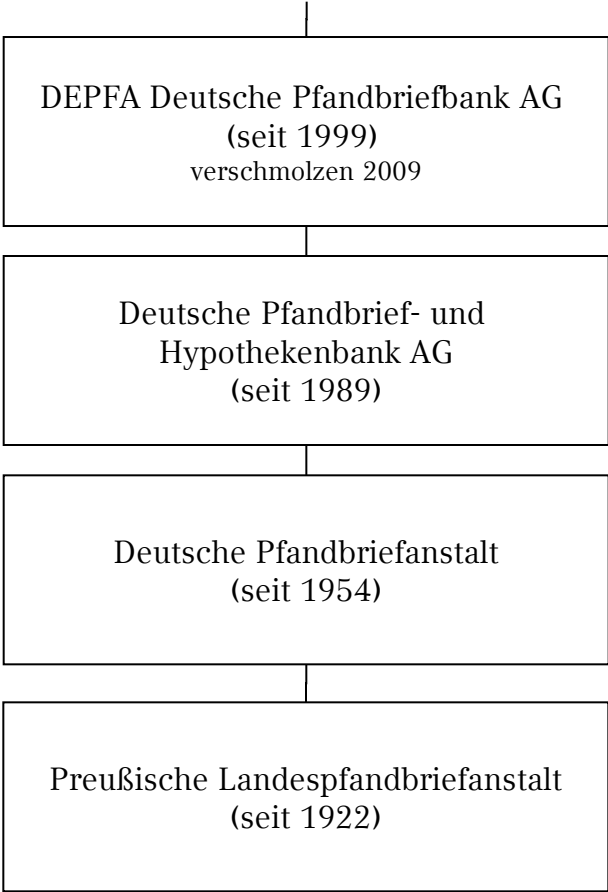 DEPFA Deutsche Pfandbriefbank AG
(seit 1999)
verschmolzen 2009
Deutsche Pfandbrief- und
Hypothekenbank AG
(seit 1989)
Deutsche Pfandbriefanstalt
(seit 1954)
Preußische Landespfandbriefanstalt
(seit 1922)